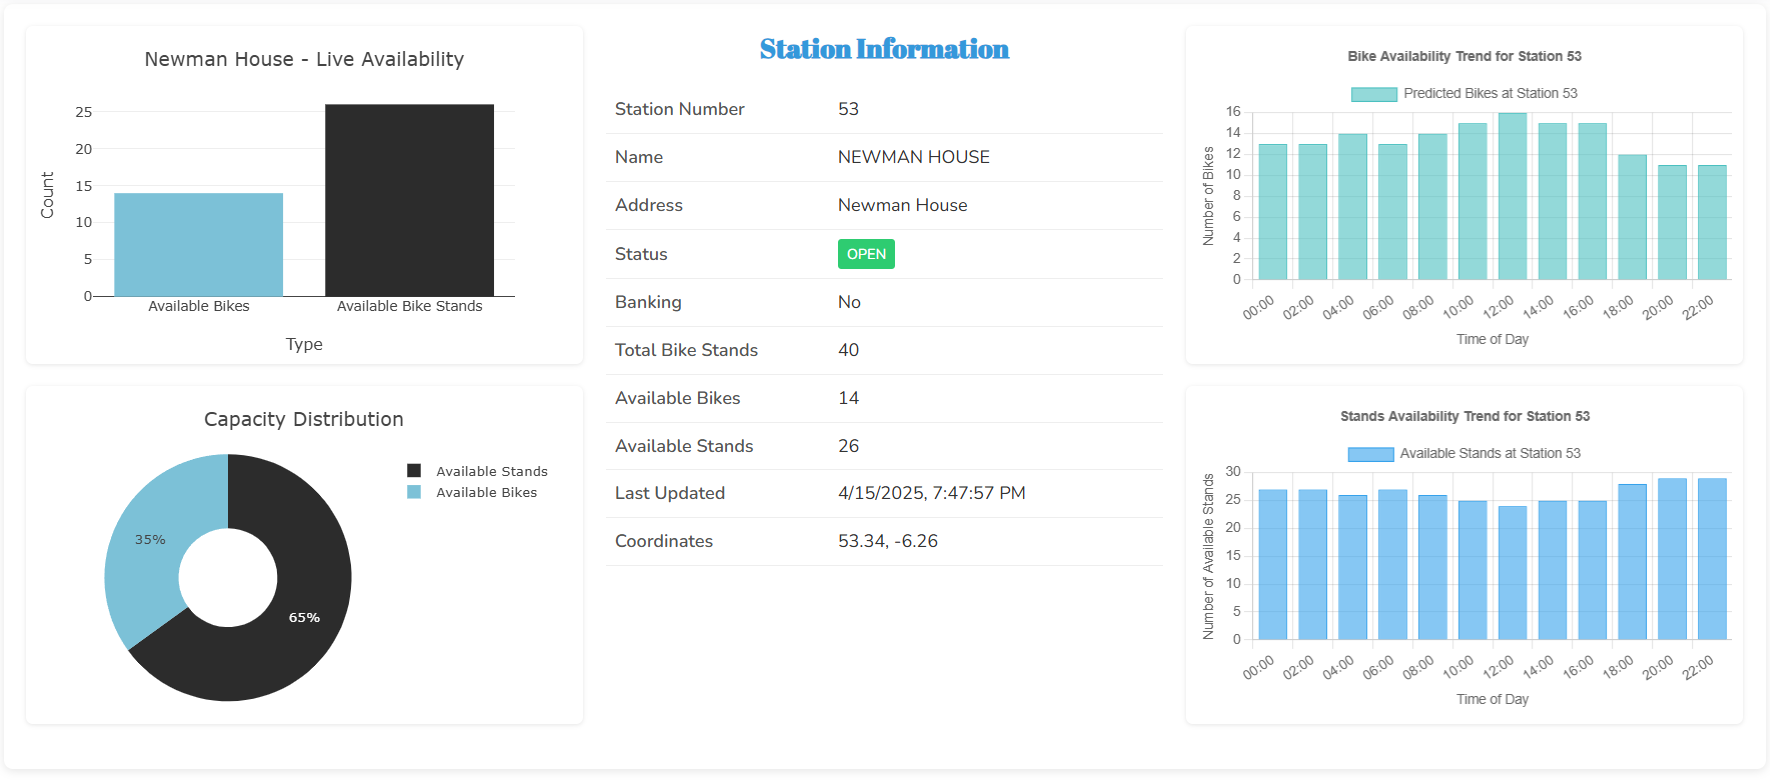 Newman House - Live Availability
25
20
15
10
5
0
Count
Available Bikes
Available Bike Stands
Type
Capacity Distribution
Available Stands
Available Bikes
35%
65%
Station Information
Station Number 53
Name NEWMAN HOUSE
Address Newman House
Status OPEN
Banking No
Total Bike Stands 40
Available Bikes 14
Available Stands 26
Last Updated 4/15/2025, 7:47:57 PM
Coordinates 53.34, -6.26
Bike Availability Trend for Station 53
Predicted Bikes at Station 53
16
14
12
10
8
6
4
2
0
Number of Bikes
00:00 02:00 04:00 06:00 08:00 10:00 12:00 14:00 16:00 18:00 20:00 22:00
Time of Day
Stands Availability Trend for Station 53
Available Stands at Station 53
30
25
20
15
10
5
0
Number of Available Stands
00:00 02:00 04:00 06:00 08:00 10:00 12:00 14:00 16:00 18:00 20:00 22:00
Time of Day